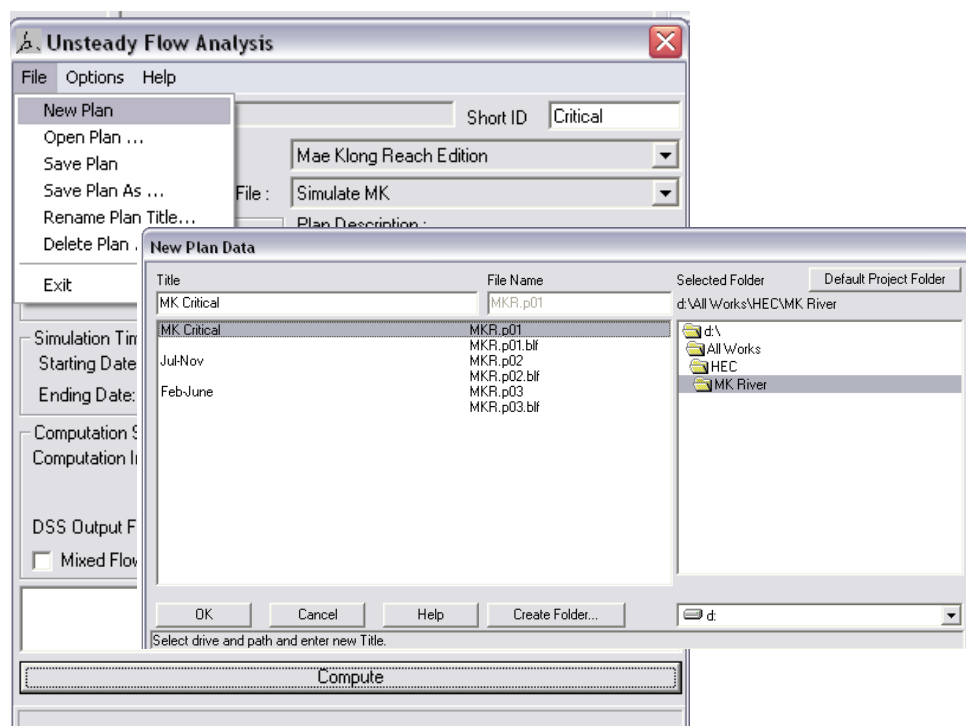 Unsteady Flow Analysis
File Options Help
New Plan
Short ID Critical
Open Plan ...
Mae Klong Reach Edition
Save Plan
Save Plan As ...
File : Simulate MK
Rename Plan Title...
Plan Description :
Delete Plan
Exit
New Plan Data
Title File Name Selected Folder Default Project Folder
MK Critical MKR.p01 d:\All Works\HEC\MK River
MK Critical MKR.p01
MKR.p01.blf
Jul-Nov MKR.p02
MKR.p02.blf
Feb-June MKR.p03
MKR.p03.blf
d:\
All Works
HEC
MK River
Simulation Tim
Starting Date
Ending Date:
Computation S
Computation I
DSS Output F
Mixed Flow
OK Cancel Help Create Folder... d:
Select drive and path and enter new Title.
Compute